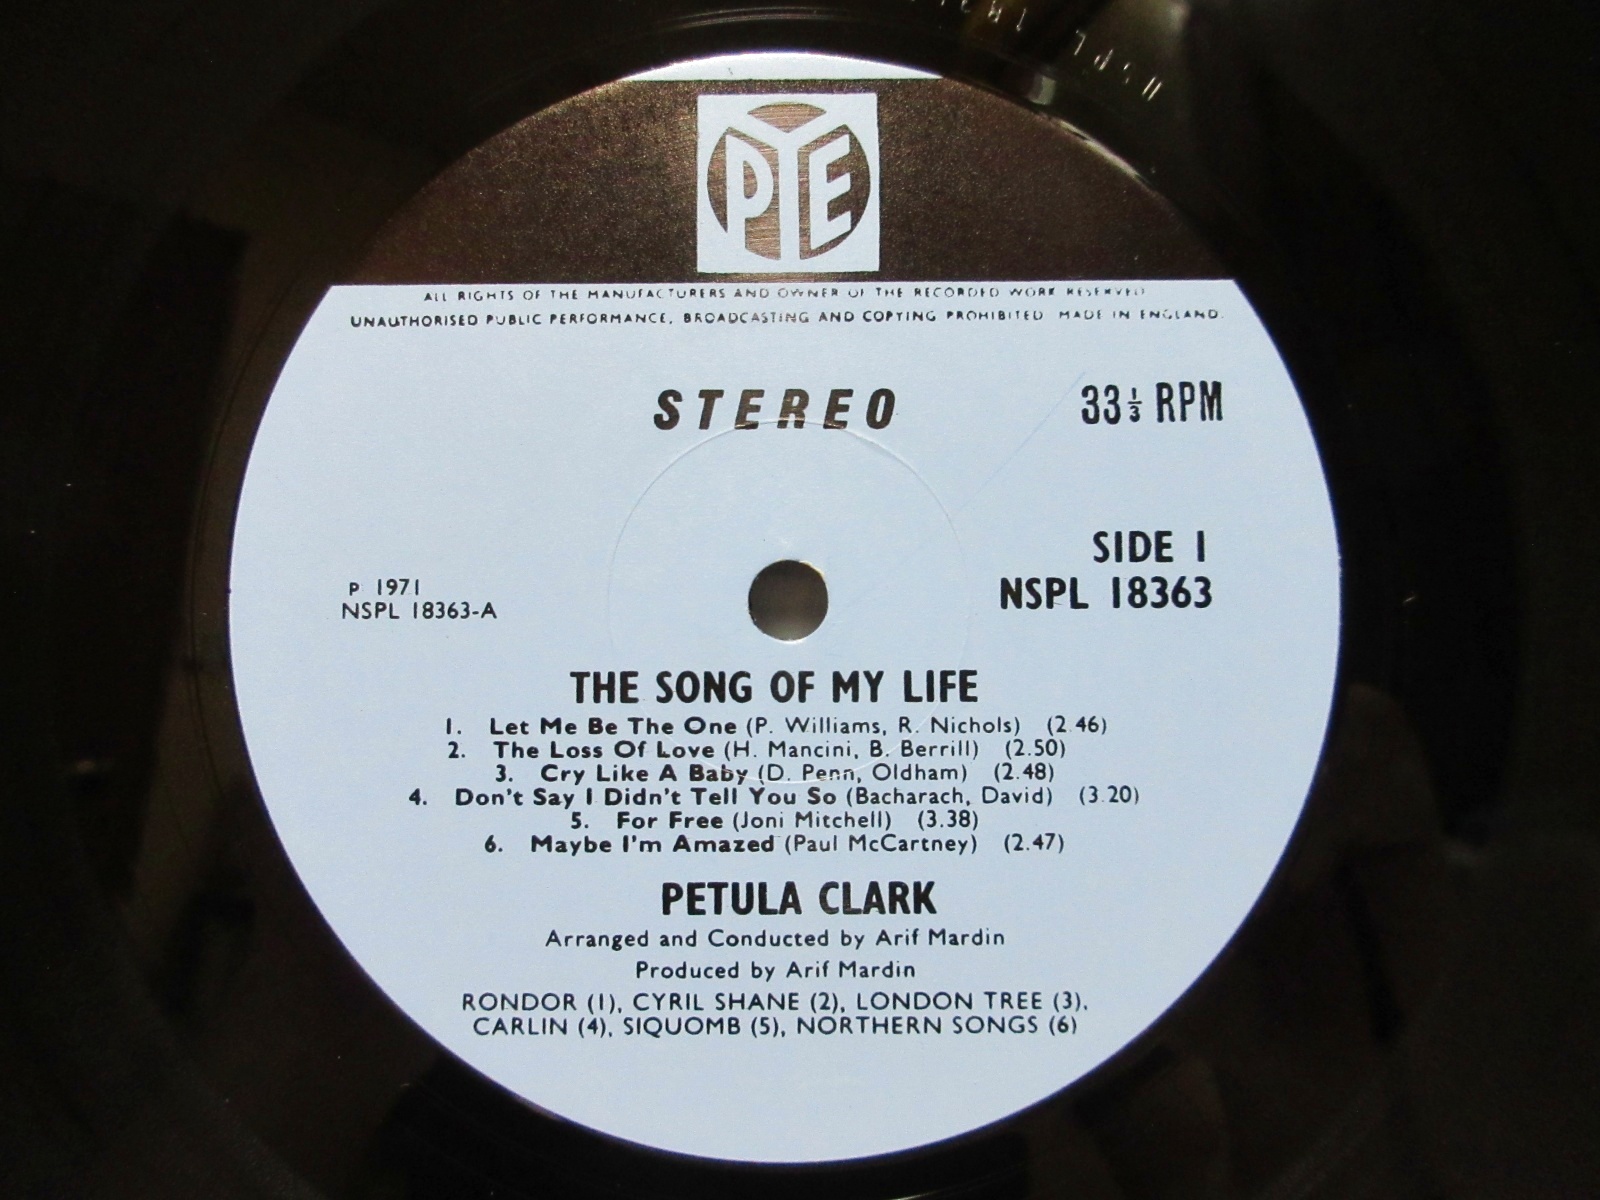 NSPL 183
PYE
ALL RIGHTS OF THE MANUFACTURERS AND OWNER OF THE RECORDED WORK RESERVED
UNAUTHORISED PUBLIC PERFORMANCE, BROADCASTING AND COPYING PROHIBITED MADE IN ENGLAND.
STEREO
33⅓ RPM
SIDE 1
P 1971
NSPL 18363
NSPL 18363-A
THE SONG OF MY LIFE
1. Let Me Be The One (P. Williams, R. Nichols) (2.46)
2. The Loss Of Love (H. Mancini, B. Berrill) (2.50)
3. Cry Like A Baby (D. Penn, Oldham) (2.48)
4. Don't Say I Didn't Tell You So (Bacharach, David) (3.20)
5. For Free (Joni Mitchell) (3.38)
6. Maybe I'm Amazed (Paul McCartney) (2.47)
PETULA CLARK
Arranged and Conducted by Arif Mardin
Produced by Arif Mardin
RONDOR (1), CYRIL SHANE (2), LONDON TREE (3),
CARLIN (4), SIQUOMB (5), NORTHERN SONGS (6)